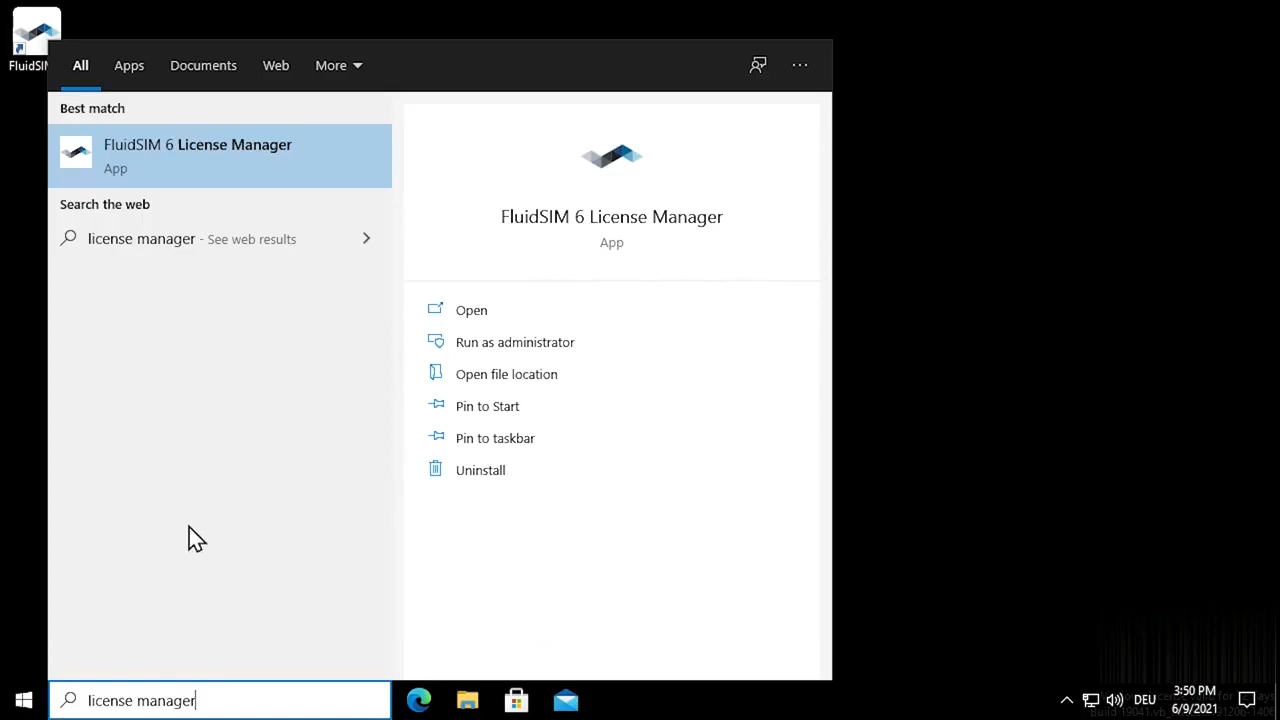 FluidSIM
All Apps Documents Web More
Best match
FluidSIM 6 License Manager
App
Search the web
license manager - See web results
FluidSIM 6 License Manager
App
Open
Run as administrator
Open file location
Pin to Start
Pin to taskbar
Uninstall
license manager
DEU
3:50 PM
6/9/2021